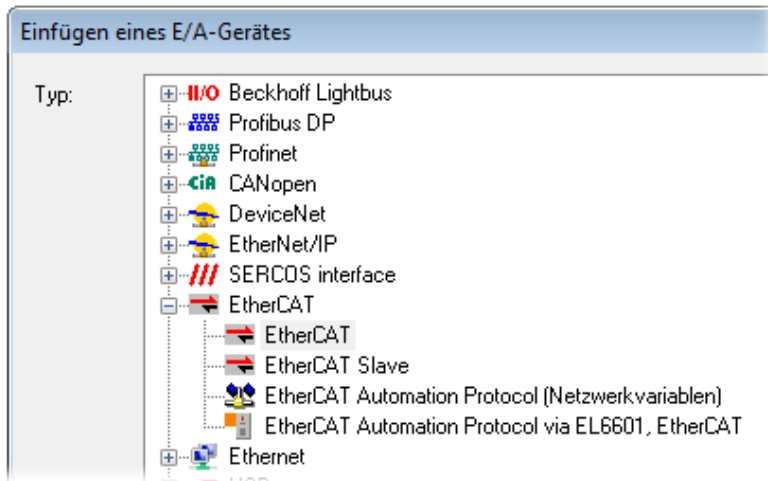 Einfügen eines E/A-Gerätes
Typ:
II/O Beckhoff Lightbus
Profibus DP
Profinet
CiA CANopen
DeviceNet
EtherNet/IP
SERCOS interface
EtherCAT
EtherCAT
EtherCAT Slave
EtherCAT Automation Protocol (Netzwerkvariablen)
EtherCAT Automation Protocol via EL6601, EtherCAT
Ethernet